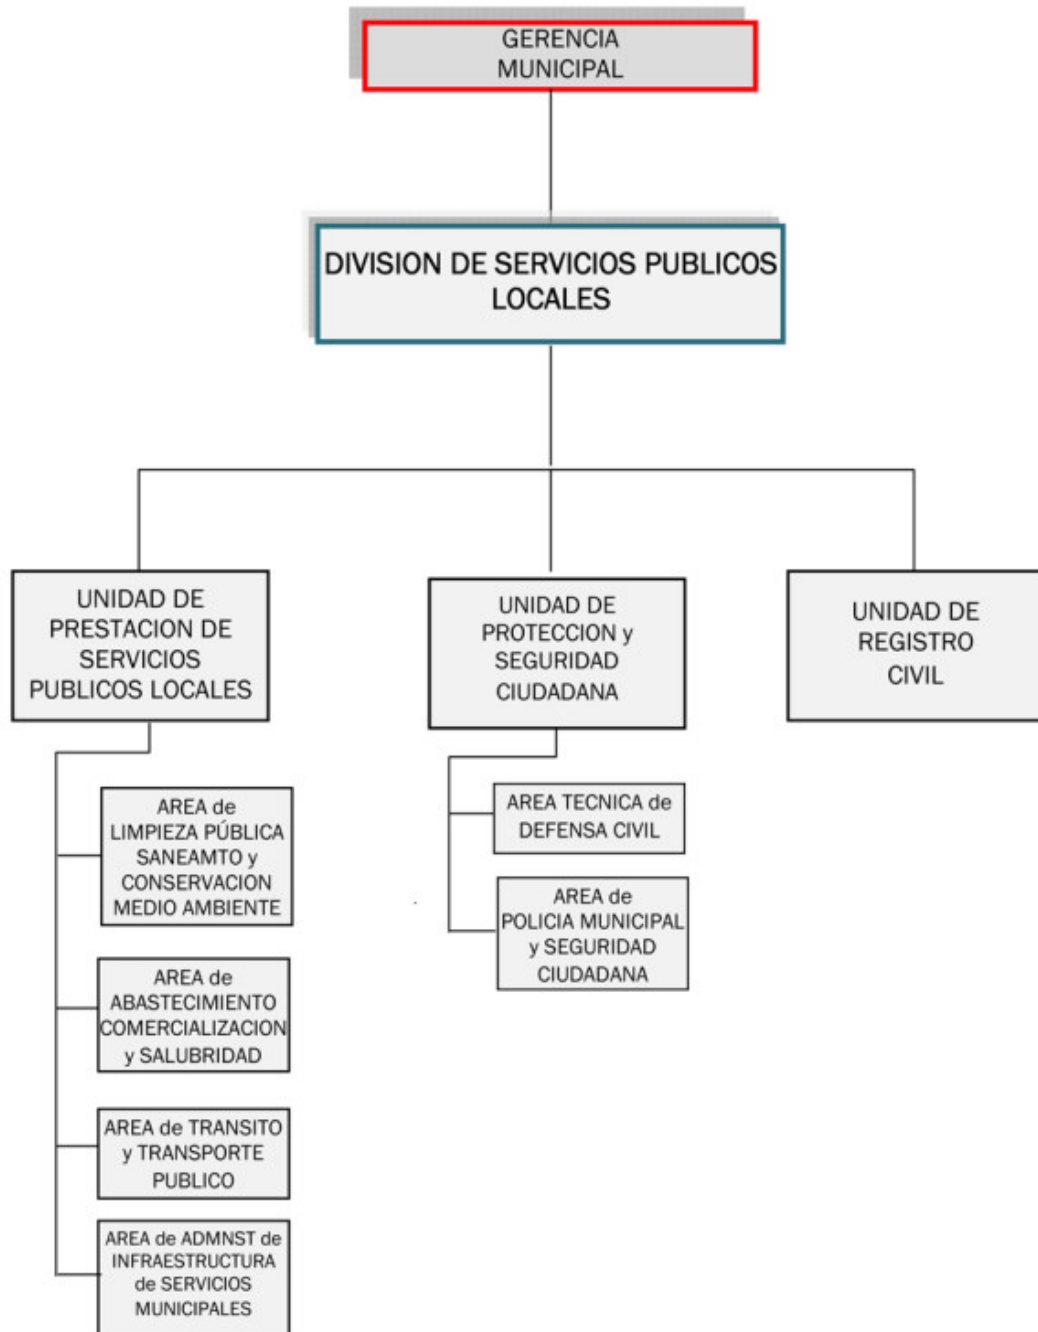 GERENCIA
MUNICIPAL
DIVISION DE SERVICIOS PUBLICOS
LOCALES
UNIDAD DE
PRESTACION DE
SERVICIOS
PUBLICOS LOCALES
AREA de
LIMPIEZA PÚBLICA
SANEAMTO y
CONSERVACION
MEDIO AMBIENTE
AREA de
ABASTECIMIENTO
COMERCIALIZACION
y SALUBRIDAD
AREA de TRANSITO
y TRANSPORTE
PUBLICO
AREA de ADMNST de
INFRAESTRUCTURA
de SERVICIOS
MUNICIPALES
UNIDAD DE
PROTECCION y
SEGURIDAD
CIUDADANA
AREA TECNICA de
DEFENSA CIVIL
AREA de
POLICIA MUNICIPAL
y SEGURIDAD
CIUDADANA
UNIDAD DE
REGISTRO
CIVIL